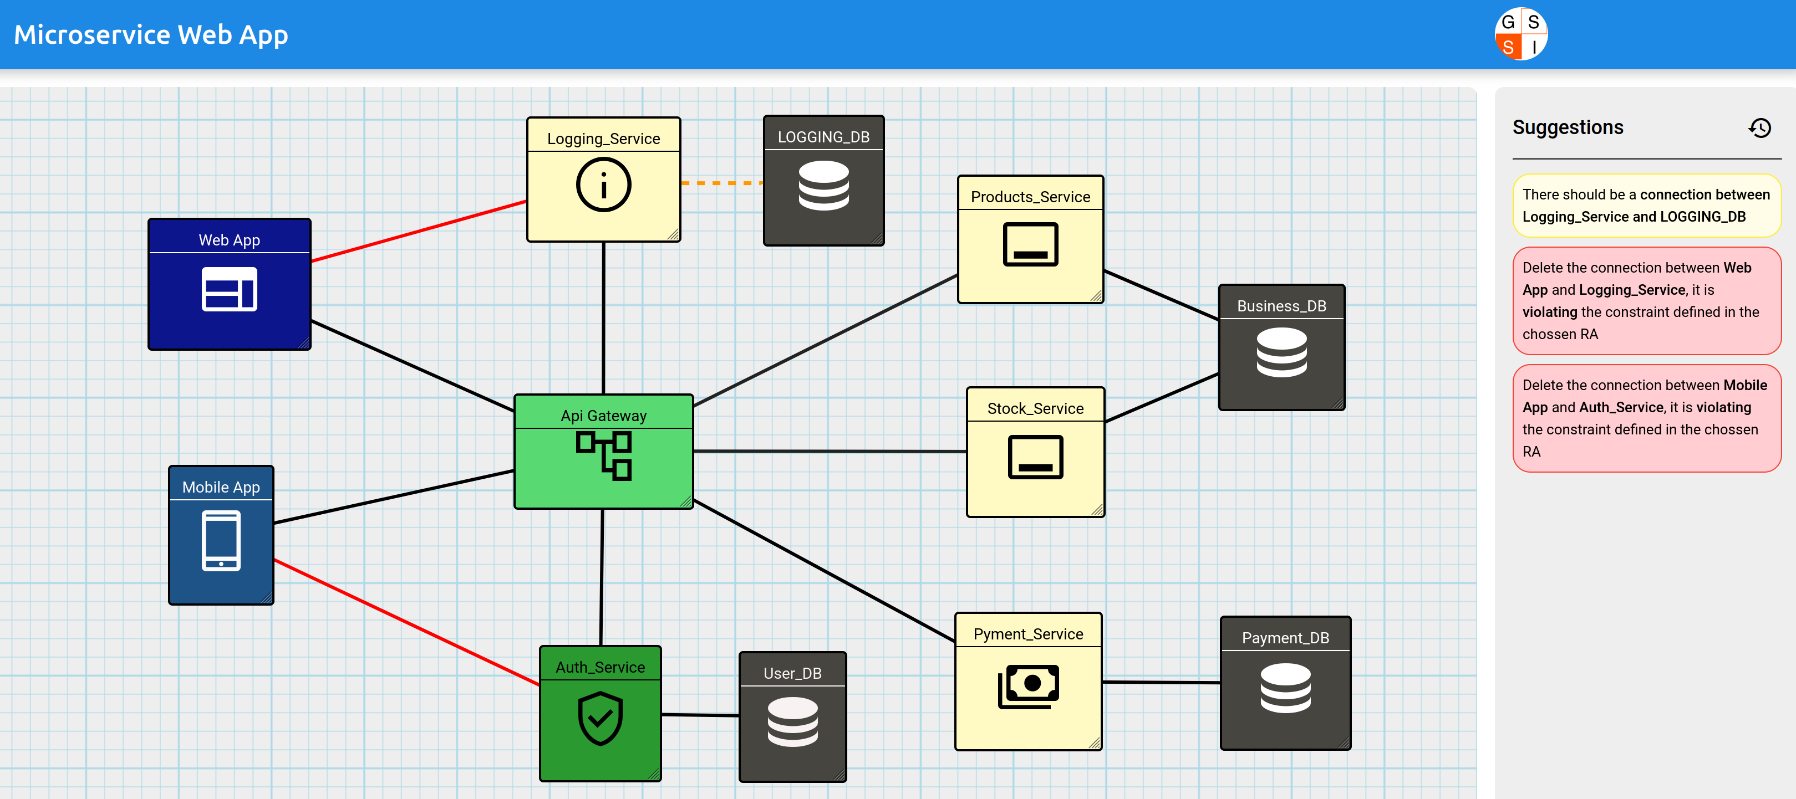 Microservice Web App
G S
S I
Logging_Service
LOGGING_DB
Products_Service
Web App
Business_DB
Api Gateway
Stock_Service
Mobile App
Pyment_Service
Payment_DB
Auth_Service
User_DB
Suggestions
There should be a connection between
Logging_Service and LOGGING_DB
Delete the connection between Web
App and Logging_Service, it is
violating the constraint defined in the
chossen RA
Delete the connection between Mobile
App and Auth_Service, it is violating
the constraint defined in the chossen
RA